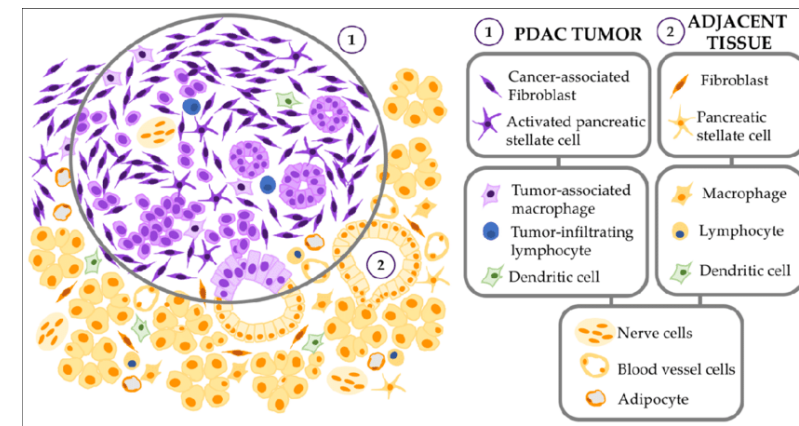 1
2
1 PDAC TUMOR
Cancer-associated
Fibroblast
Activated pancreatic
stellate cell
Tumor-associated
macrophage
Tumor-infiltrating
lymphocyte
Dendritic cell
2 ADJACENT
TISSUE
Fibroblast
Pancreatic
stellate cell
Macrophage
Lymphocyte
Dendritic cell
Nerve cells
Blood vessel cells
Adipocyte